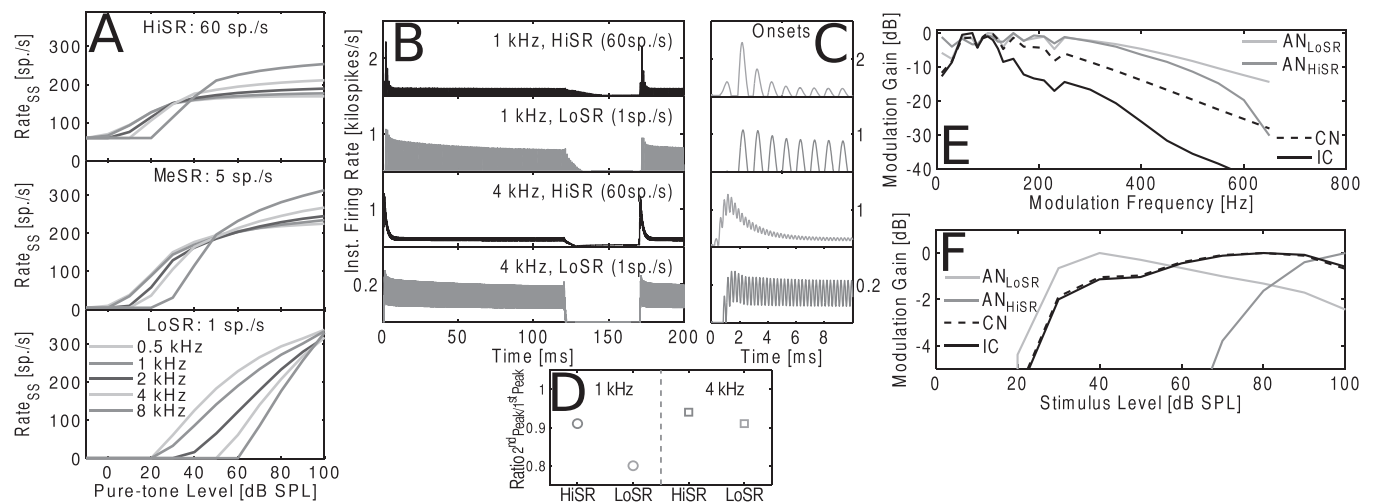 A
HiSR: 60 sp./s
300
200
100
0
Rate_SS [sp./s]
MeSR: 5 sp./s
300
200
100
0
Rate_SS [sp./s]
LoSR: 1 sp./s
0.5 kHz
1 kHz
2 kHz
4 kHz
8 kHz
300
200
100
0
Rate_SS [sp./s]
0 20 40 60 80 100
Pure-tone Level [dB SPL]
B
1 kHz, HiSR (60sp./s)
2
1 kHz, LoSR (1sp./s)
1
4 kHz, HiSR (60sp./s)
1
4 kHz, LoSR (1sp./s)
0.2
Inst. Firing Rate [kilospikes/s]
0 50 100 150 200
Time [ms]
Onsets
C
2
1
1
0.2
0 2 4 6 8
Time [ms]
D
1 kHz
4 kHz
1
0.9
0.8
Ratio 2nd Peak/1st Peak
HiSR LoSR HiSR LoSR
E
0
-10
-20
-30
-40
Modulation Gain [dB]
AN_LoSR
AN_HiSR
CN
IC
0 200 400 600 800
Modulation Frequency [Hz]
F
0
-2
-4
Modulation Gain [dB]
AN_LoSR
AN_HiSR
CN
IC
0 20 40 60 80 100
Stimulus Level [dB SPL]